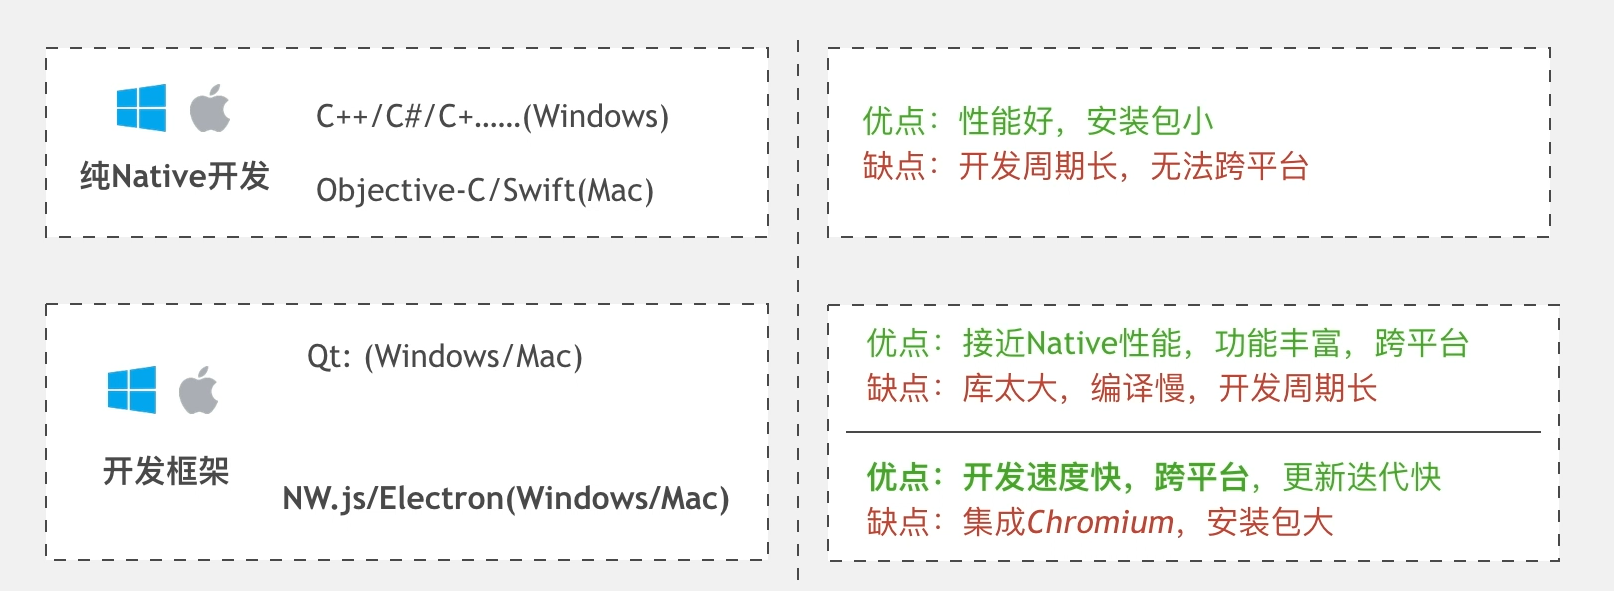 C++/C#/C+......(Windows)
纯Native开发
Objective-C/Swift(Mac)
优点：性能好，安装包小
缺点：开发周期长，无法跨平台
Qt: (Windows/Mac)
开发框架
NW.js/Electron(Windows/Mac)
优点：接近Native性能，功能丰富，跨平台
缺点：库太大，编译慢，开发周期长
优点：开发速度快，跨平台，更新迭代快
缺点：集成Chromium，安装包大